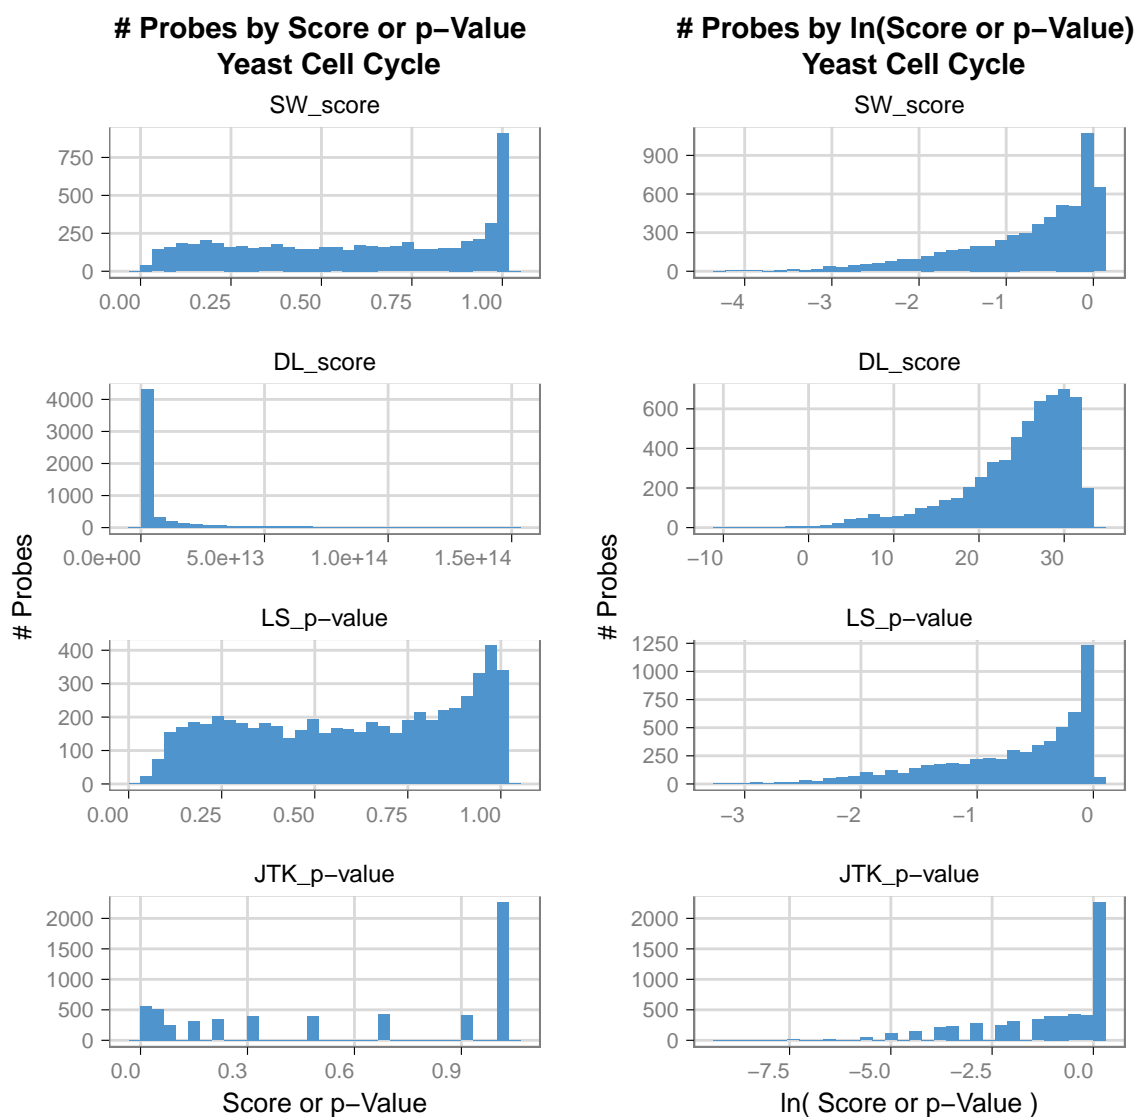 # Probes by Score or p−Value
Yeast Cell Cycle
SW_score
750
500
250
0
0.00 0.25 0.50 0.75 1.00
DL_score
4000
3000
2000
1000
0
0.0e+00 5.0e+13 1.0e+14 1.5e+14
LS_p−value
400
300
200
100
0
0.00 0.25 0.50 0.75 1.00
JTK_p−value
2000
1500
1000
500
0
0.0 0.3 0.6 0.9
Score or p−Value
# Probes
# Probes by ln(Score or p−Value)
Yeast Cell Cycle
SW_score
900
600
300
0
−4 −3 −2 −1 0
DL_score
600
400
200
0
−10 0 10 20 30
LS_p−value
1250
1000
750
500
250
0
−3 −2 −1 0
JTK_p−value
2000
1500
1000
500
0
−7.5 −5.0 −2.5 0.0
ln( Score or p−Value )
# Probes